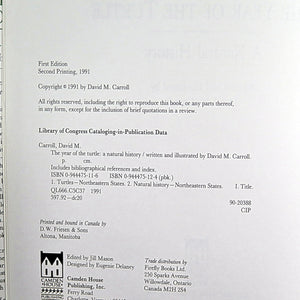 First Edition
Second Printing, 1991
Copyright © 1991 by David M. Carroll
All rights reserved, including the right to reproduce this book, or any parts thereof,
in any form, except for the inclusion of brief quotations in a review.
Library of Congress Cataloging-in-Publication Data
Carroll, David M.
The year of the turtle: a natural history / written and illustrated by David M. Carroll.
p. cm.
Includes bibliographical references and index.
ISBN 0-944475-11-6 ISBN 0-944475-12-4 (pbk.)
1. Turtles—Northeastern States. 2. Natural history—Northeastern States. I. Title.
QL666.C5C37 1991
597.92—dc20 90-20388
CIP
Printed and bound in Canada by
D.W. Friesen & Sons
Altona, Manitoba
Edited by Jill Mason
Designed by Eugenie Delaney
Camden House
Publishing, Inc.
Ferry Road
Trade distribution by
Firefly Books Ltd.
250 Sparks Avenue
Willowdale, Ontario
Canada M2H 2S4
CAMDEN
HOUSE